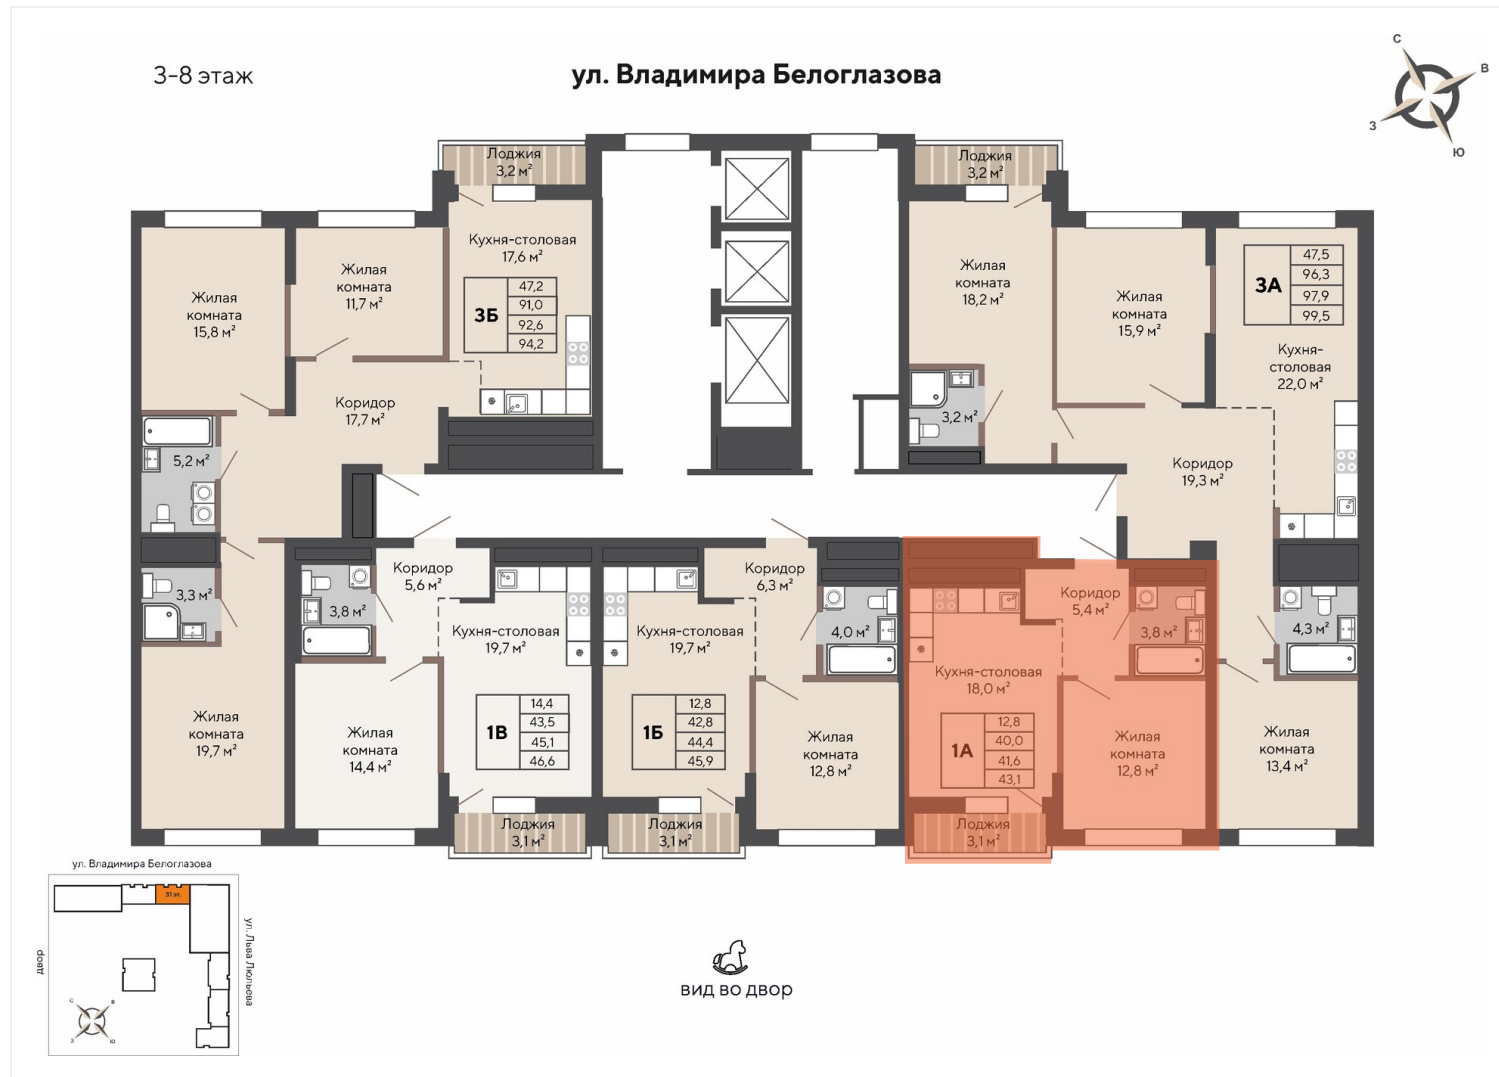 3-8 этаж
ул. Владимира Белоглазова
С
В
З
Ю
Лоджия
3,2 м²
Лоджия
3,2 м²
Кухня-столовая
17,6 м²
3Б
47,2
91,0
92,6
94,2
Жилая
комната
11,7 м²
Жилая
комната
15,8 м²
Коридор
17,7 м²
5,2 м²
3,3 м²
Жилая
комната
19,7 м²
Жилая
комната
18,2 м²
Жилая
комната
15,9 м²
3А
47,5
96,3
97,9
99,5
Кухня-
столовая
22,0 м²
3,2 м²
Коридор
19,3 м²
4,3 м²
Жилая
комната
13,4 м²
Коридор
5,6 м²
3,8 м²
Кухня-столовая
19,7 м²
1В
14,4
43,5
45,1
46,6
Жилая
комната
14,4 м²
Лоджия
3,1 м²
Коридор
6,3 м²
4,0 м²
Кухня-столовая
19,7 м²
1Б
12,8
42,8
44,4
45,9
Жилая
комната
12,8 м²
Лоджия
3,1 м²
Коридор
5,4 м²
3,8 м²
Кухня-столовая
18,0 м²
1А
12,8
40,0
41,6
43,1
Жилая
комната
12,8 м²
Лоджия
3,1 м²
ул. Владимира Белоглазова
31 эт.
двор
ул. Льва Люльева
С
В
З
Ю
вид во двор